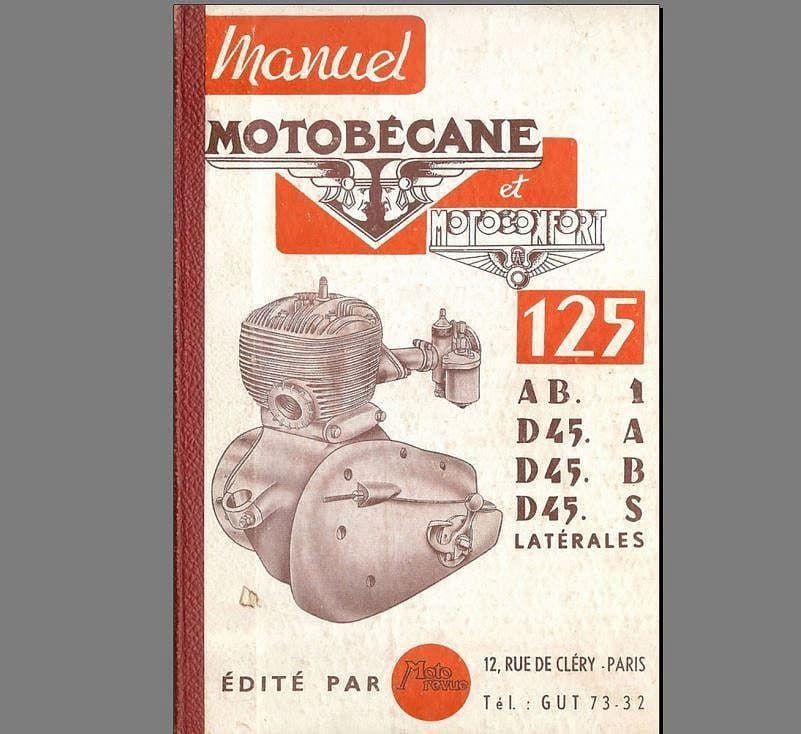 Manuel
MOTOBÉCANE
et
MOTOCONFORT
125
AB. 1
D45. A
D45. B
D45. S
LATÉRALES
ÉDITÉ PAR
Moto revue
12, RUE DE CLÉRY - PARIS
Tél. : GUT 73-32